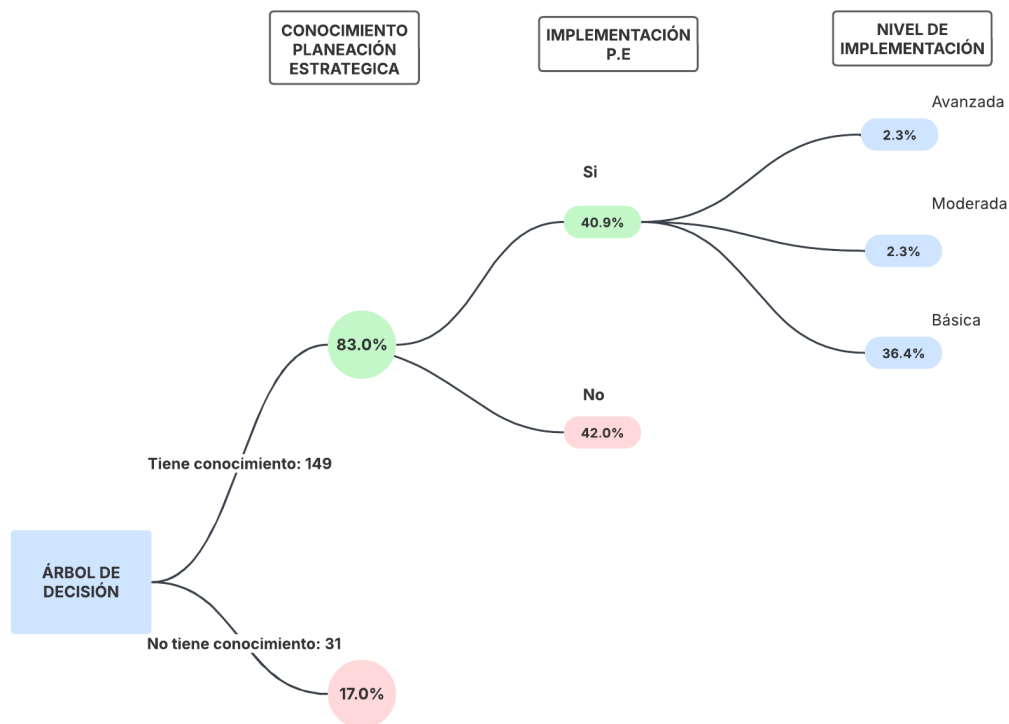 CONOCIMIENTO
PLANEACIÓN
ESTRATEGICA
IMPLEMENTACIÓN
P.E
NIVEL DE
IMPLEMENTACIÓN
Avanzada
2.3%
Si
40.9%
Moderada
2.3%
Básica
36.4%
83.0%
No
42.0%
Tiene conocimiento: 149
ÁRBOL DE
DECISIÓN
No tiene conocimiento: 31
17.0%